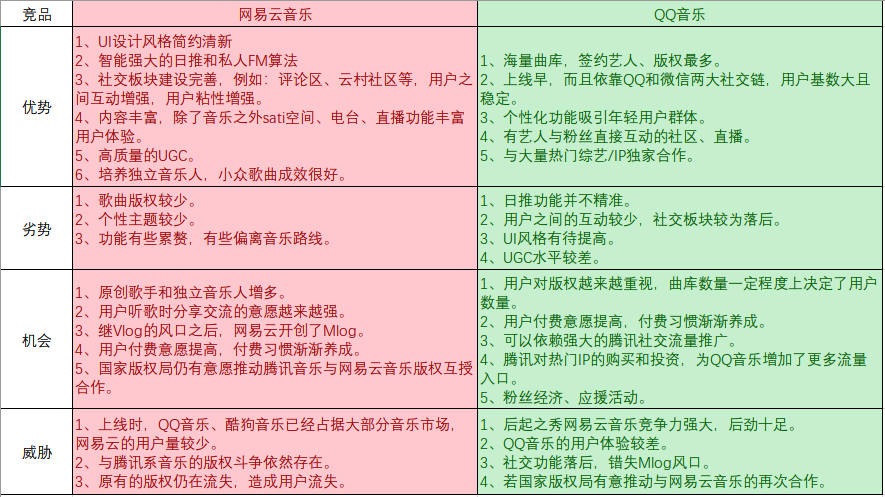 竞品 网易云音乐 QQ音乐
优势
1、UI设计风格简约清新
2、智能强大的日推和私人FM算法
3、社交板块建设完善，例如：评论区、云村社区等，用户之
间互动增强，用户粘性增强。
4、内容丰富，除了音乐之外sati空间、电台、直播功能丰富
用户体验。
5、高质量的UGC。
6、培养独立音乐人，小众歌曲成效很好。
1、海量曲库，签约艺人、版权最多。
2、上线早，而且依靠QQ和微信两大社交链，用户基数大且
稳定。
3、个性化功能吸引年轻用户群体。
4、有艺人与粉丝直接互动的社区、直播。
5、与大量热门综艺/IP独家合作。
劣势
1、歌曲版权较少。
2、个性主题较少。
3、功能有些累赘，有些偏离音乐路线。
1、日推功能并不精准。
2、用户之间的互动较少，社交板块较为落后。
3、UI风格有待提高。
4、UGC水平较差。
机会
1、原创歌手和独立音乐人增多。
2、用户听歌时分享交流的意愿越来越强。
3、继Vlog的风口之后，网易云开创了Mlog。
4、用户付费意愿提高，付费习惯渐渐养成。
5、国家版权局仍有意愿推动腾讯音乐与网易云音乐版权互授
合作。
1、用户对版权越来越重视，曲库数量一定程度上决定了用户
数量。
2、用户付费意愿提高，付费习惯渐渐养成。
3、可以依赖强大的腾讯社交流量推广。
4、腾讯对热门IP的购买和投资，为QQ音乐增加了更多流量
入口。
5、粉丝经济、应援活动。
威胁
1、上线时，QQ音乐、酷狗音乐已经占据大部分音乐市场，
网易云的用户量较少。
2、与腾讯系音乐的版权斗争依然存在。
3、原有的版权仍在流失，造成用户流失。
1、后起之秀网易云音乐竞争力强大，后劲十足。
2、QQ音乐的用户体验较差。
3、社交功能落后，错失Mlog风口。
4、若国家版权局有意推动与网易云音乐的再次合作。